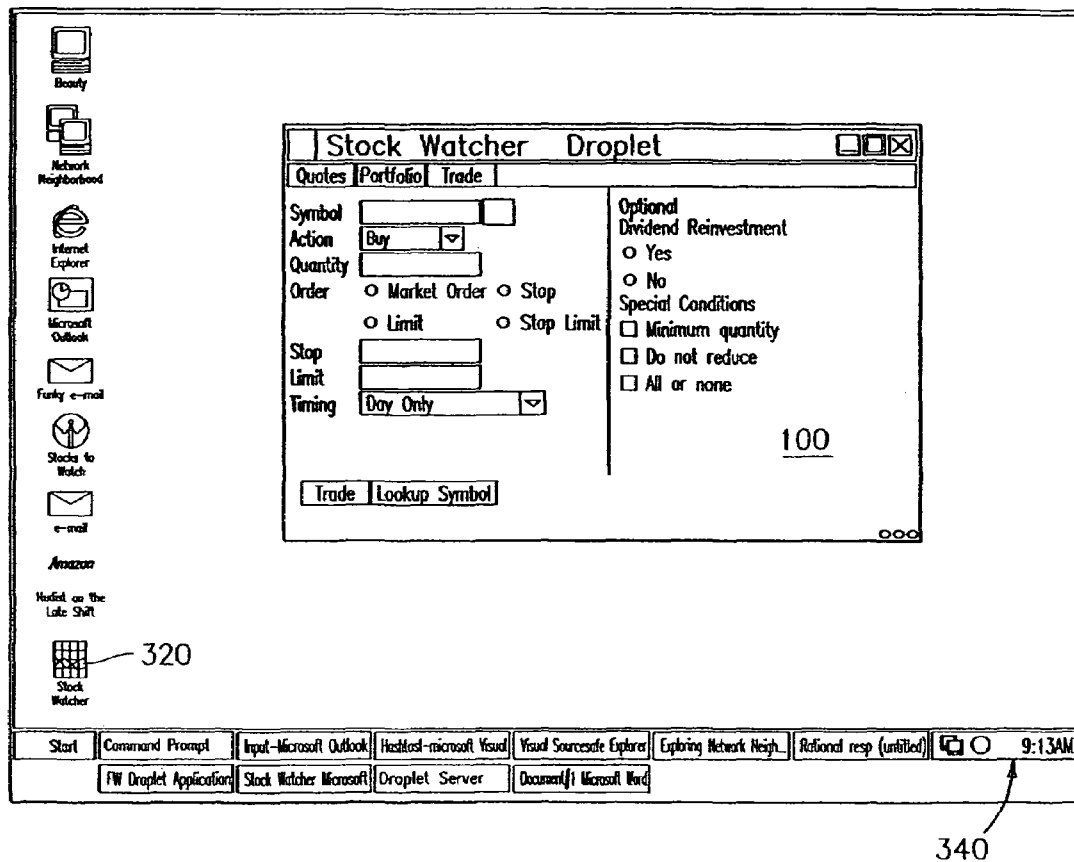 Beauty
Network
Neighborhood
Internet
Explorer
Microsoft
Outlook
Funky e-mail
Stocks to
Watch
e-mail
Amazon
Nudist on the
Late Shift
320
Stock
Watcher
Stock Watcher Droplet
Quotes Portfolio Trade
Symbol
Action Buy
Quantity
Order Market Order Stop
Limit Stop Limit
Stop
Limit
Timing Day Only
Trade Lookup Symbol
Optional
Dividend Reinvestment
Yes
No
Special Conditions
Minimum quantity
Do not reduce
All or none
100
Start Command Prompt Input-Microsoft Outlook -microsoft Visual Visual Sourcesafe Explorer Exploring Network Neigh... Rational resp (untitled) 9:13AM
FW Droplet Application Stock Watcher Microsoft Droplet Server Microsoft Word
340